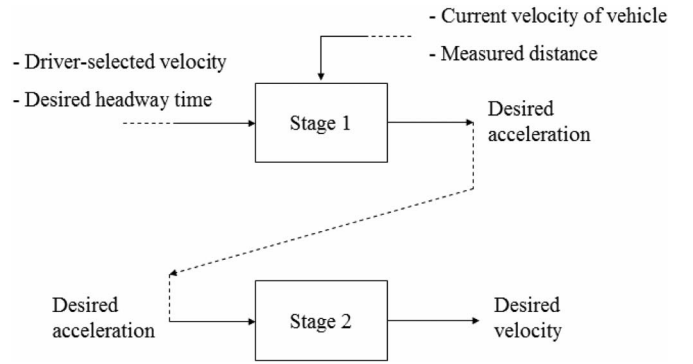 - Current velocity of vehicle
- Measured distance
- Driver-selected velocity
- Desired headway time
Stage 1
Desired
acceleration
Desired
acceleration
Stage 2
Desired
velocity